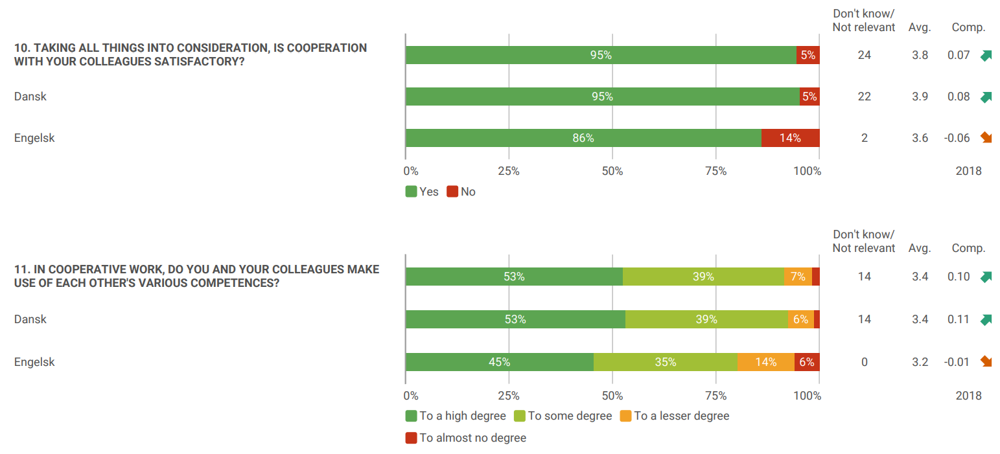 Don't know/
Not relevant Avg. Comp.
10. TAKING ALL THINGS INTO CONSIDERATION, IS COOPERATION
WITH YOUR COLLEAGUES SATISFACTORY?
95% 5% 24 3.8 0.07
Dansk 95% 5% 22 3.9 0.08
Engelsk 86% 14% 2 3.6 -0.06
0% 25% 50% 75% 100% 2018
Yes No
Don't know/
Not relevant Avg. Comp.
11. IN COOPERATIVE WORK, DO YOU AND YOUR COLLEAGUES MAKE
USE OF EACH OTHER'S VARIOUS COMPETENCES?
53% 39% 7% 14 3.4 0.10
Dansk 53% 39% 6% 14 3.4 0.11
Engelsk 45% 35% 14% 6% 0 3.2 -0.01
0% 25% 50% 75% 100% 2018
To a high degree To some degree To a lesser degree
To almost no degree